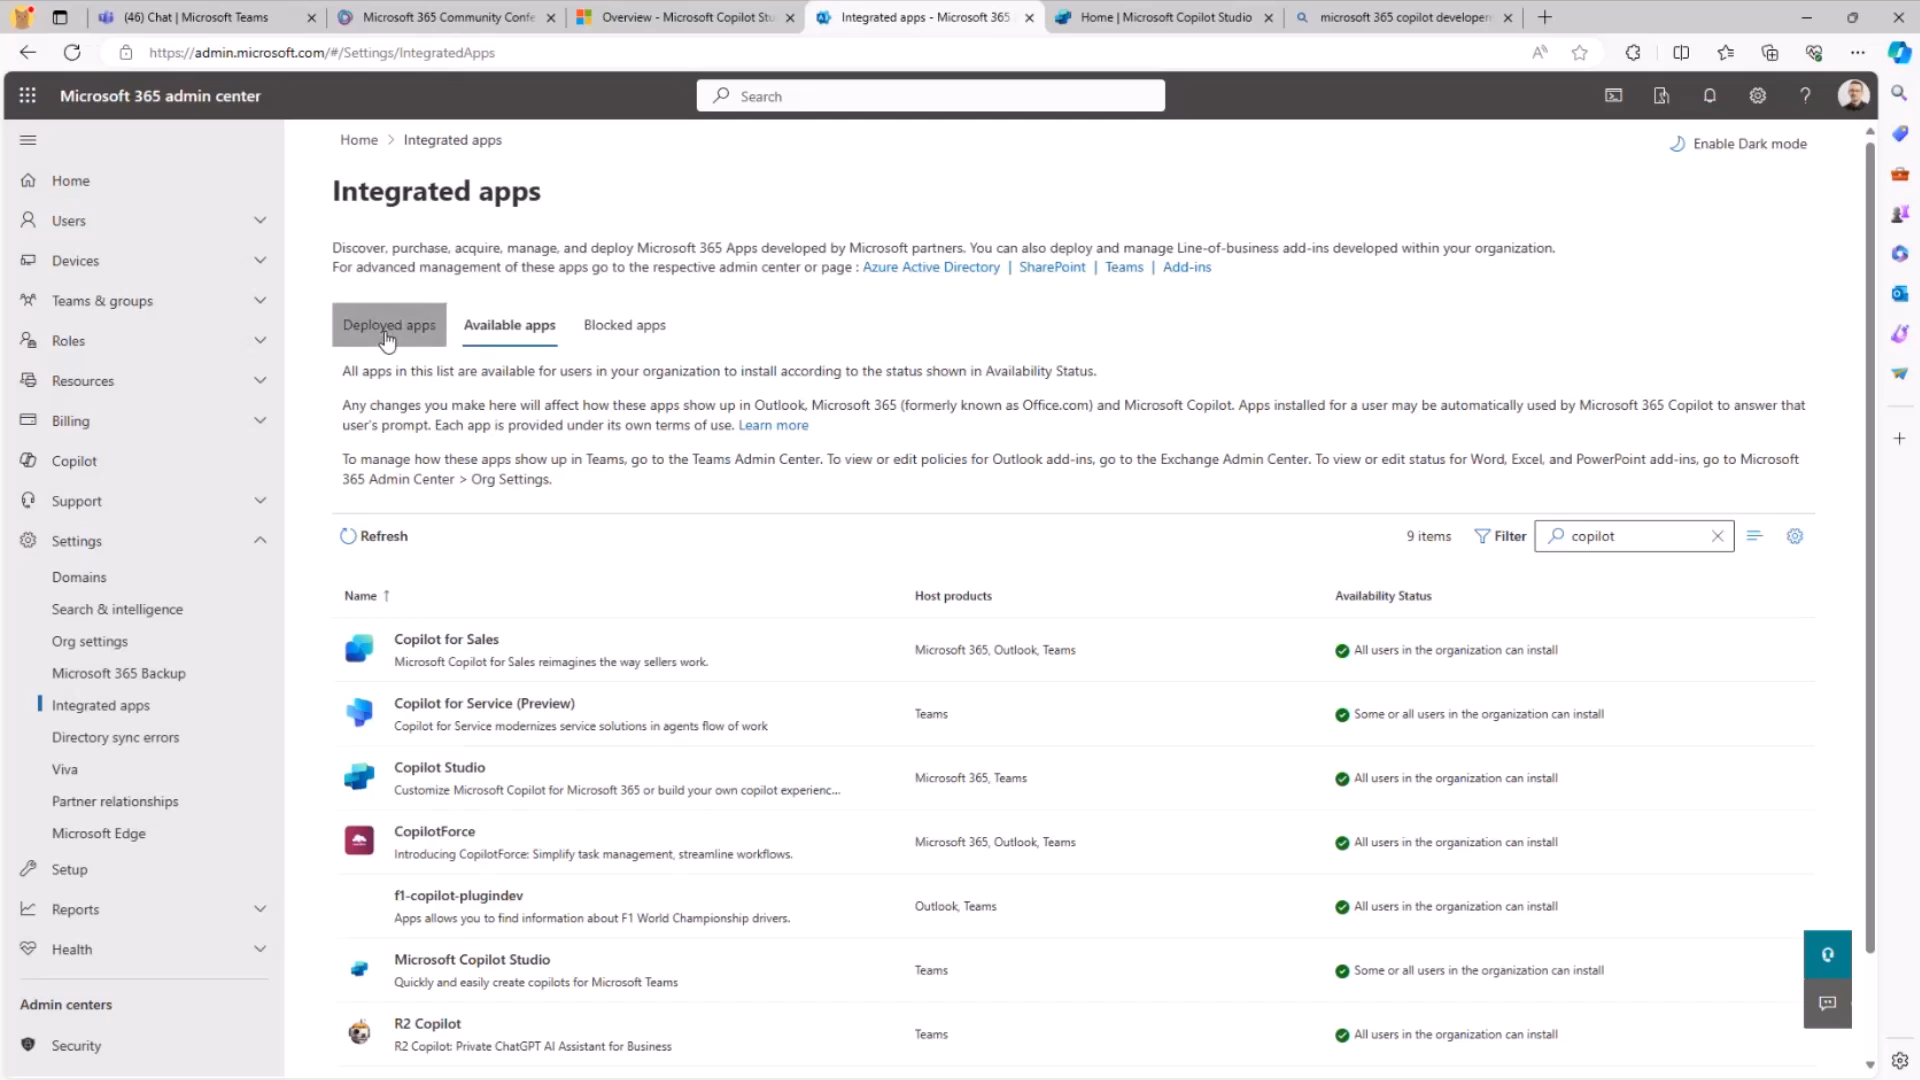 (46) Chat | Microsoft Teams
Microsoft 365 Community Confe
Overview - Microsoft Copilot Stu
Integrated apps - Microsoft 365
Home | Microsoft Copilot Studio
microsoft 365 copilot developer
https://admin.microsoft.com/#/Settings/IntegratedApps
Microsoft 365 admin center
Search
Home
Users
Devices
Teams & groups
Roles
Resources
Billing
Copilot
Support
Settings
Domains
Search & intelligence
Org settings
Microsoft 365 Backup
Integrated apps
Directory sync errors
Viva
Partner relationships
Microsoft Edge
Setup
Reports
Health
Admin centers
Security
Home > Integrated apps
Enable Dark mode
Integrated apps
Discover, purchase, acquire, manage, and deploy Microsoft 365 Apps developed by Microsoft partners. You can also deploy and manage Line-of-business add-ins developed within your organization.
For advanced management of these apps go to the respective admin center or page : Azure Active Directory | SharePoint | Teams | Add-ins
Deployed apps Available apps Blocked apps
All apps in this list are available for users in your organization to install according to the status shown in Availability Status.
Any changes you make here will affect how these apps show up in Outlook, Microsoft 365 (formerly known as Office.com) and Microsoft Copilot. Apps installed for a user may be automatically used by Microsoft 365 Copilot to answer that
user's prompt. Each app is provided under its own terms of use. Learn more
To manage how these apps show up in Teams, go to the Teams Admin Center. To view or edit policies for Outlook add-ins, go to the Exchange Admin Center. To view or edit status for Word, Excel, and PowerPoint add-ins, go to Microsoft
365 Admin Center > Org Settings.
Refresh 9 items Filter copilot
Name ↑ Host products Availability Status
Copilot for Sales
Microsoft Copilot for Sales reimagines the way sellers work.
Microsoft 365, Outlook, Teams
All users in the organization can install
Copilot for Service (Preview)
Copilot for Service modernizes service solutions in agents flow of work
Teams
Some or all users in the organization can install
Copilot Studio
Customize Microsoft Copilot for Microsoft 365 or build your own copilot experienc...
Microsoft 365, Teams
All users in the organization can install
CopilotForce
Introducing CopilotForce: Simplify task management, streamline workflows.
Microsoft 365, Outlook, Teams
All users in the organization can install
f1-copilot-plugindev
Apps allows you to find information about F1 World Championship drivers.
Outlook, Teams
All users in the organization can install
Microsoft Copilot Studio
Quickly and easily create copilots for Microsoft Teams
Teams
Some or all users in the organization can install
R2 Copilot
R2 Copilot: Private ChatGPT AI Assistant for Business
Teams
All users in the organization can install